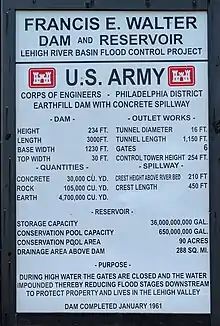 FRANCIS E. WALTER
DAM AND RESERVOIR
LEHIGH RIVER BASIN FLOOD CONTROL PROJECT
U.S. ARMY
CORPS OF ENGINEERS - PHILADELPHIA DISTRICT
EARTHFILL DAM WITH CONCRETE SPILLWAY
- DAM -
HEIGHT 234 FT.
LENGTH 3000FT.
BASE WIDTH 1230 FT.
TOP WIDTH 30 FT.
- QUANTITIES -
CONCRETE 30,000 CU. YD.
ROCK 105,000 CU. YD.
EARTH 4,700,000 CU. YD.
- OUTLET WORKS -
TUNNEL DIAMETER 16 FT.
TUNNEL LENGTH 1,150 FT.
GATES 6
CONTROL TOWER HEIGHT 254 FT.
- SPILLWAY -
CREST HEIGHT ABOVE RIVER BED 210 FT
CREST LENGTH 450 FT
- RESERVOIR -
STORAGE CAPACITY 36,000,000,000 GAL.
CONSERVATION POOL CAPACITY 650,000,000 GAL.
CONSERVATION POOL AREA 90 ACRES
DRAINAGE AREA ABOVE DAM 288 SQ. MI.
- PURPOSE -
DURING HIGH WATER THE GATES ARE CLOSED AND THE WATER
IMPOUNDED THEREBY REDUCING FLOOD STAGES DOWNSTREAM
TO PROTECT PROPERTY AND LIVES IN THE LEHIGH VALLEY
DAM COMPLETED JANUARY 1961